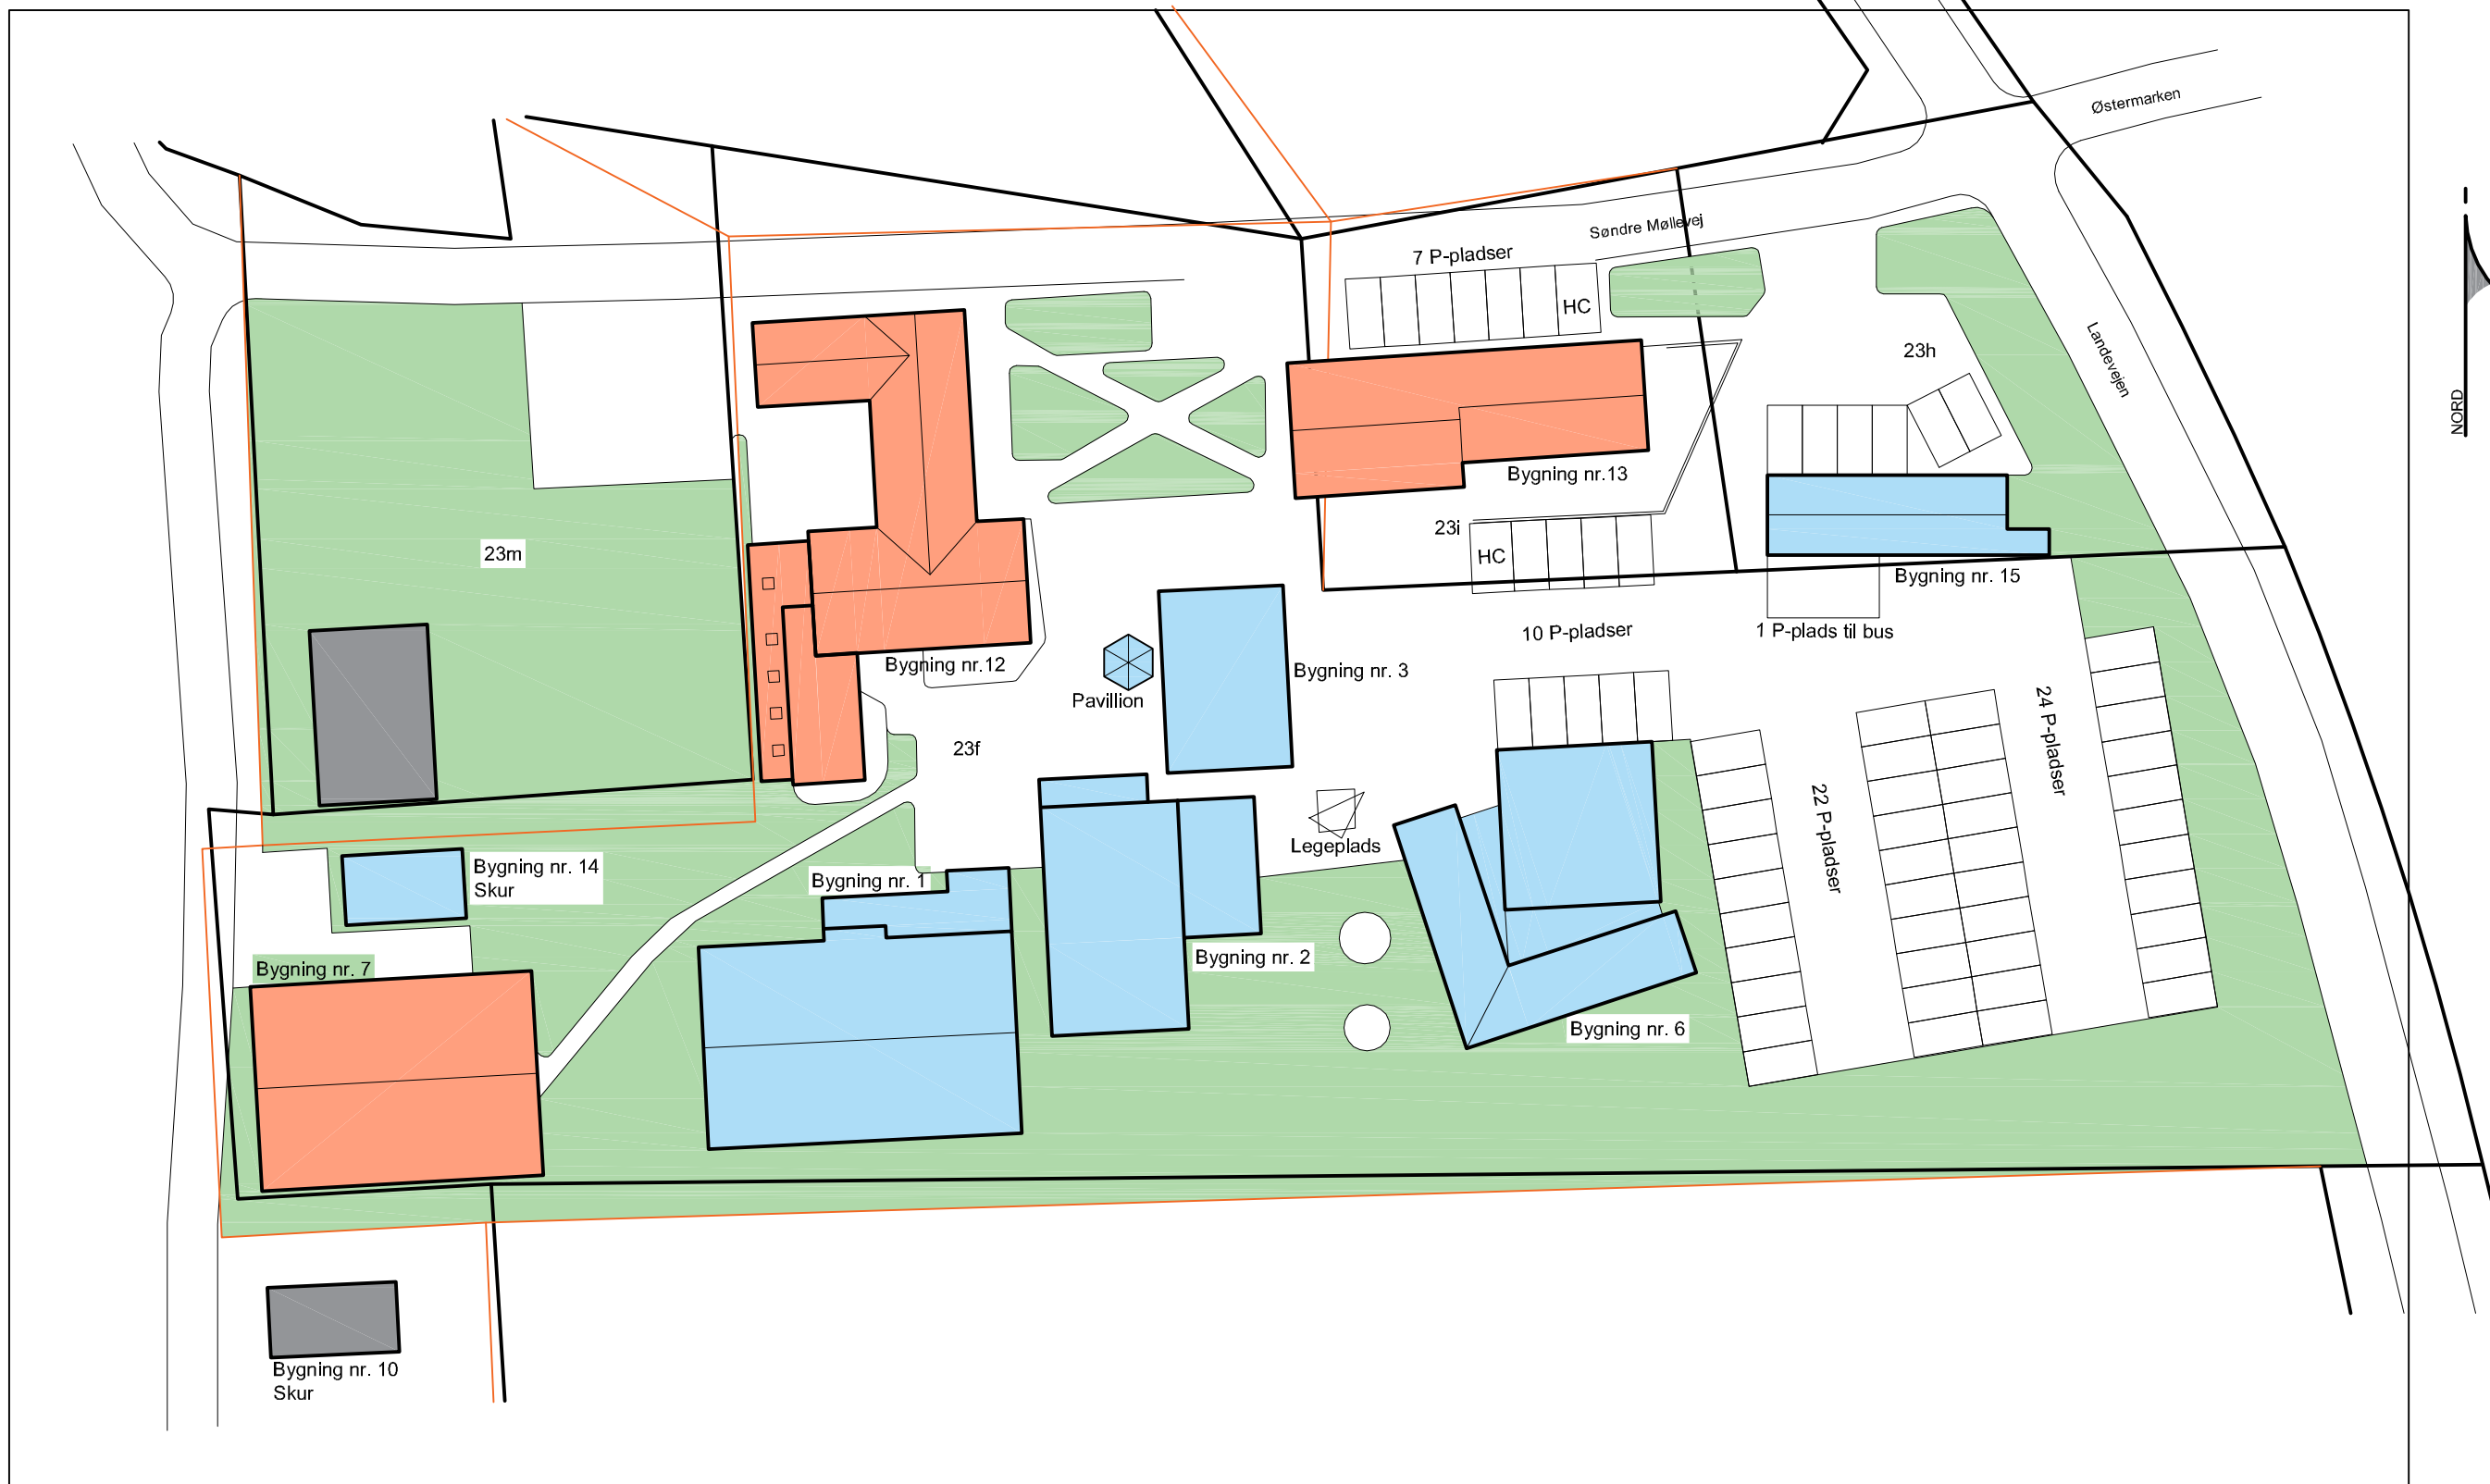 Østermarken
Søndre Møllevej
7 P-pladser
HC
Landevejen
23h
NORD
Bygning nr.13
23i
HC
23m
Bygning nr. 15
1 P-plads til bus
10 P-pladser
Bygning nr.12
Bygning nr. 3
Pavillion
24 P-pladser
23f
22 P-pladser
Legeplads
Bygning nr. 14
Skur
Bygning nr. 1
Bygning nr. 2
Bygning nr. 7
Bygning nr. 6
Bygning nr. 10
Skur